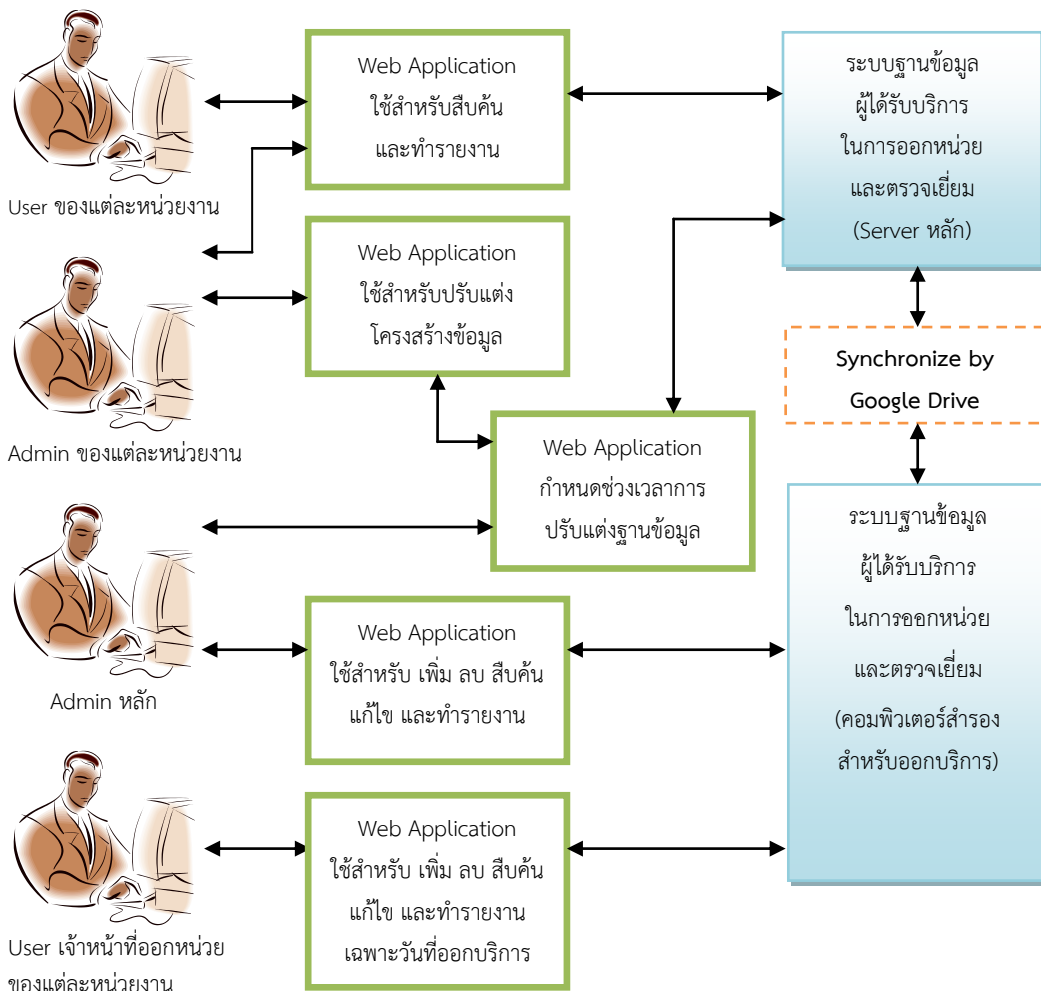 Web Application
ใช้สำหรับสืบค้น
และทำรายงาน
ระบบฐานข้อมูล
ผู้ได้รับบริการ
ในการออกหน่วย
และตรวจเยี่ยม
(Server หลัก)
User ของแต่ละหน่วยงาน
Web Application
ใช้สำหรับปรับแต่ง
โครงสร้างข้อมูล
Synchronize by
Google Drive
Admin ของแต่ละหน่วยงาน
Web Application
กำหนดช่วงเวลาการ
ปรับแต่งฐานข้อมูล
ระบบฐานข้อมูล
ผู้ได้รับบริการ
ในการออกหน่วย
และตรวจเยี่ยม
(คอมพิวเตอร์สำรอง
สำหรับออกบริการ)
Admin หลัก
Web Application
ใช้สำหรับ เพิ่ม ลบ สืบค้น
แก้ไข และทำรายงาน
Web Application
ใช้สำหรับ เพิ่ม ลบ สืบค้น
แก้ไข และทำรายงาน
เฉพาะวันที่ออกบริการ
User เจ้าหน้าที่ออกหน่วย
ของแต่ละหน่วยงาน